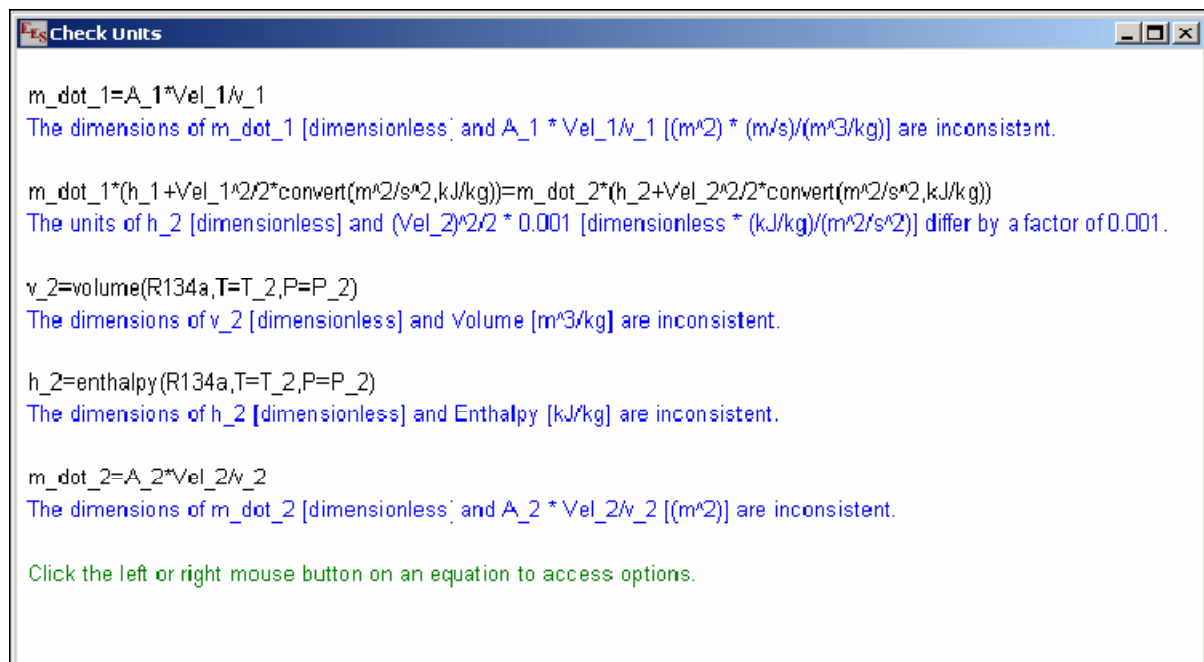 EES Check Units
m_dot_1=A_1*Vel_1/v_1
The dimensions of m_dot_1 [dimensionless] and A_1 * Vel_1/v_1 [(m^2) * (m/s)/(m^3/kg)] are inconsistent.
m_dot_1*(h_1+Vel_1^2/2*convert(m^2/s^2,kJ/kg))=m_dot_2*(h_2+Vel_2^2/2*convert(m^2/s^2,kJ/kg))
The units of h_2 [dimensionless] and (Vel_2)^2/2 * 0.001 [dimensionless * (kJ/kg)/(m^2/s^2)] differ by a factor of 0.001.
v_2=volume(R134a,T=T_2,P=P_2)
The dimensions of v_2 [dimensionless] and Volume [m^3/kg] are inconsistent.
h_2=enthalpy(R134a,T=T_2,P=P_2)
The dimensions of h_2 [dimensionless] and Enthalpy [kJ/kg] are inconsistent.
m_dot_2=A_2*Vel_2/v_2
The dimensions of m_dot_2 [dimensionless] and A_2 * Vel_2/v_2 [(m^2)] are inconsistent.
Click the left or right mouse button on an equation to access options.